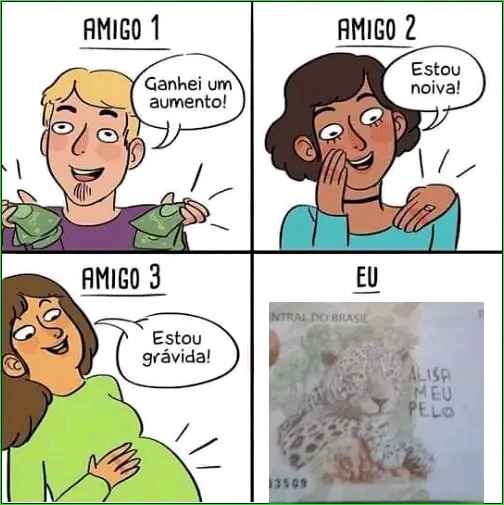 AMIGO 1
Ganhei um
aumento!
AMIGO 2
Estou
noiva!
AMIGO 3
Estou
grávida!
EU
NTRAL DO BRASIL
ALISA
MEU
PELO
3509